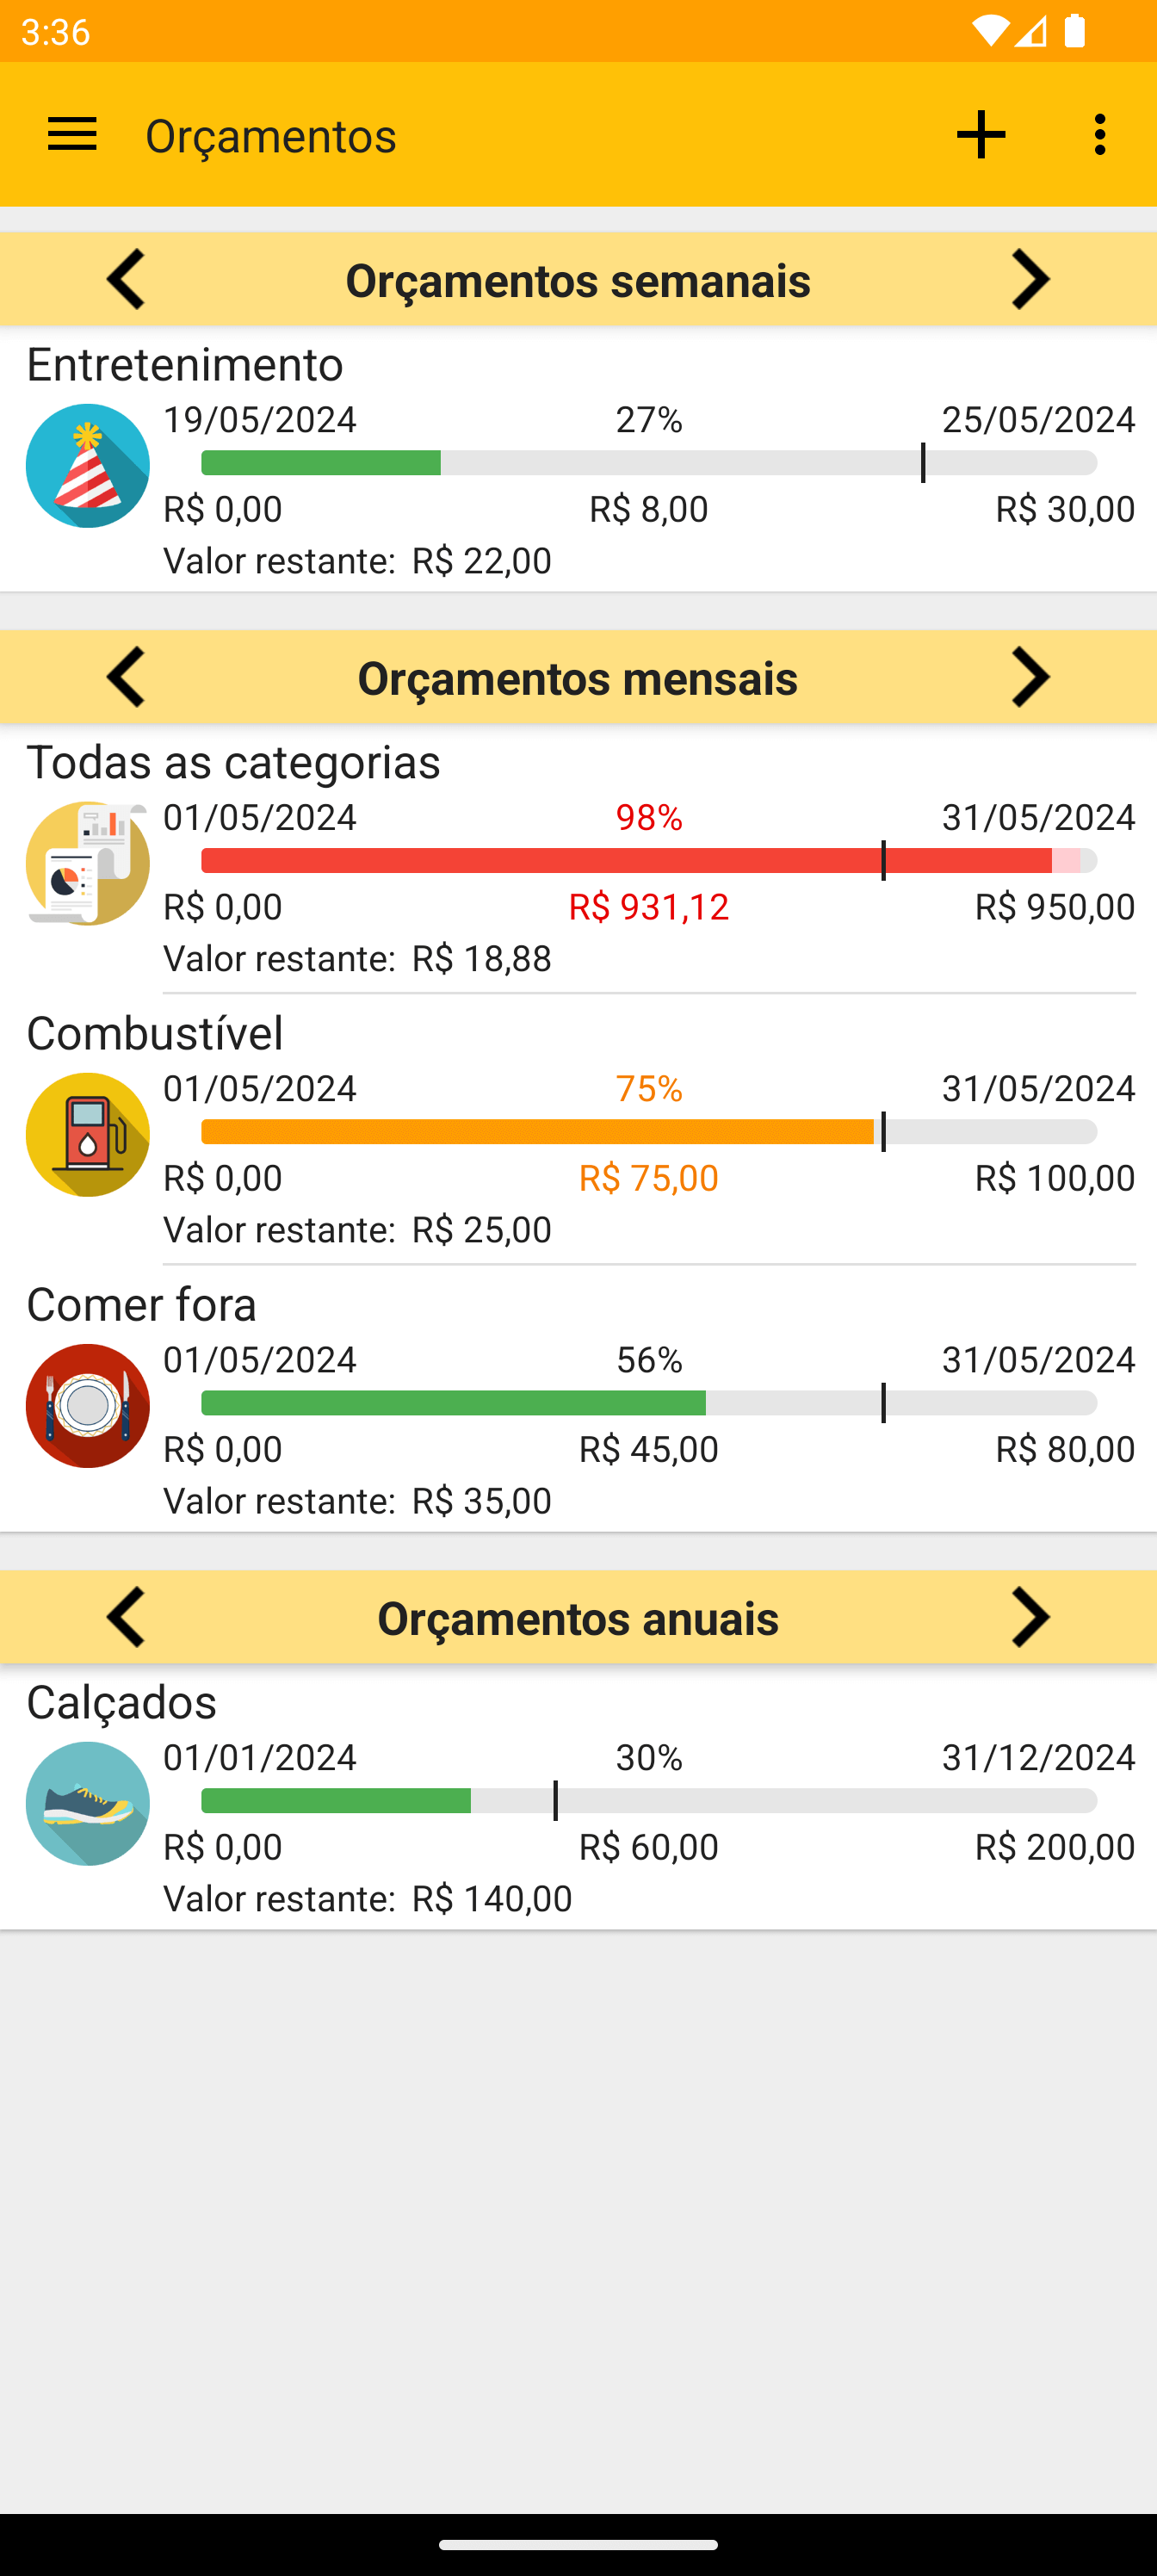 3:36
Orçamentos
Orçamentos semanais
Entretenimento
19/05/2024 27% 25/05/2024
R$ 0,00 R$ 8,00 R$ 30,00
Valor restante: R$ 22,00
Orçamentos mensais
Todas as categorias
01/05/2024 98% 31/05/2024
R$ 0,00 R$ 931,12 R$ 950,00
Valor restante: R$ 18,88
Combustível
01/05/2024 75% 31/05/2024
R$ 0,00 R$ 75,00 R$ 100,00
Valor restante: R$ 25,00
Comer fora
01/05/2024 56% 31/05/2024
R$ 0,00 R$ 45,00 R$ 80,00
Valor restante: R$ 35,00
Orçamentos anuais
Calçados
01/01/2024 30% 31/12/2024
R$ 0,00 R$ 60,00 R$ 200,00
Valor restante: R$ 140,00